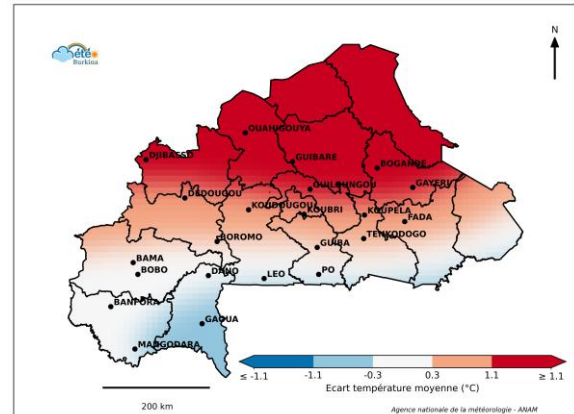 été
Burkina
N
OUAHIGOUYA
DJIBASSO
GUIBARE
BOGANDE
GAYERI
DEDOUGOU
KOUDOUGOU
KOUBRI
KOUPELA
FADA
BOROMO
GUIBA
TENKODOGO
BAMA
BOBO
DANO
LEO
PO
BANFORA
GAOUA
MANGODARA
≤ -1.1 -1.1 -0.3 0.3 1.1 ≥ 1.1
Ecart température moyenne (°C)
200 km
Agence nationale de la météorologie - ANAM